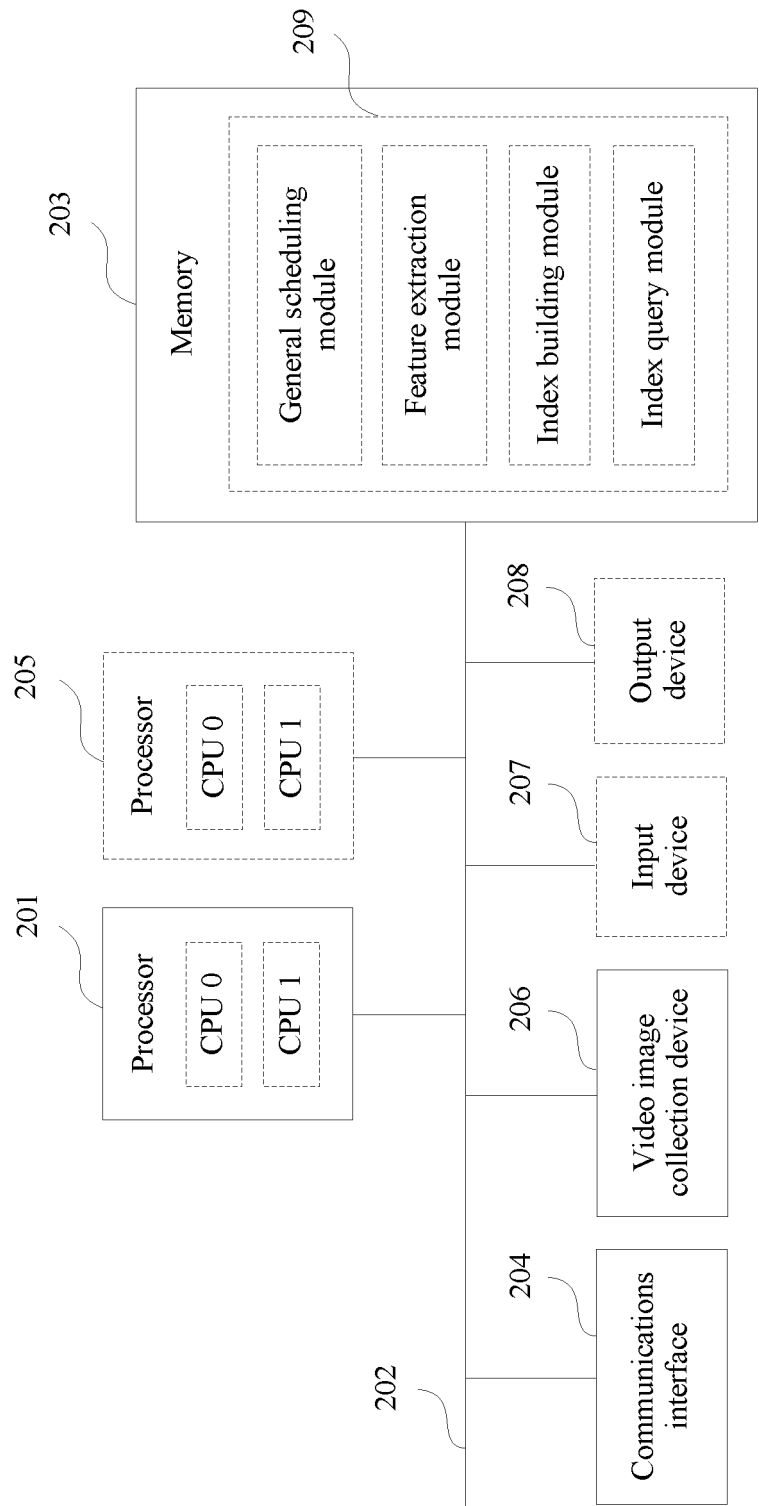 201
Processor
CPU 0
CPU 1
205
Processor
CPU 0
CPU 1
203
Memory
209
General scheduling
module
Feature extraction
module
Index building module
Index query module
202
204
Communications
interface
206
Video image
collection device
207
Input
device
208
Output
device